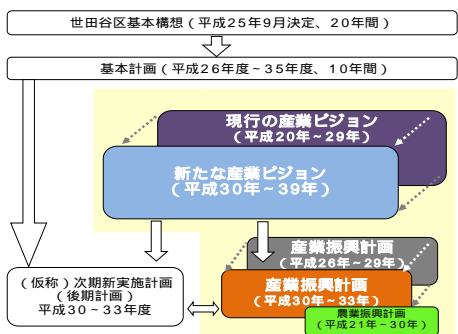 世田谷区基本構想（平成25年9月決定、20年間）
基本計画（平成26年度～35年度、10年間）
現行の産業ビジョン
（平成20年～29年）
新たな産業ビジョン
（平成30年～39年）
産業振興計画
（平成26年～29年）
（仮称）次期新実施計画
（後期計画）
平成30～33年度
産業振興計画
（平成30年～33年）
農業振興計画
（平成21年～30年）